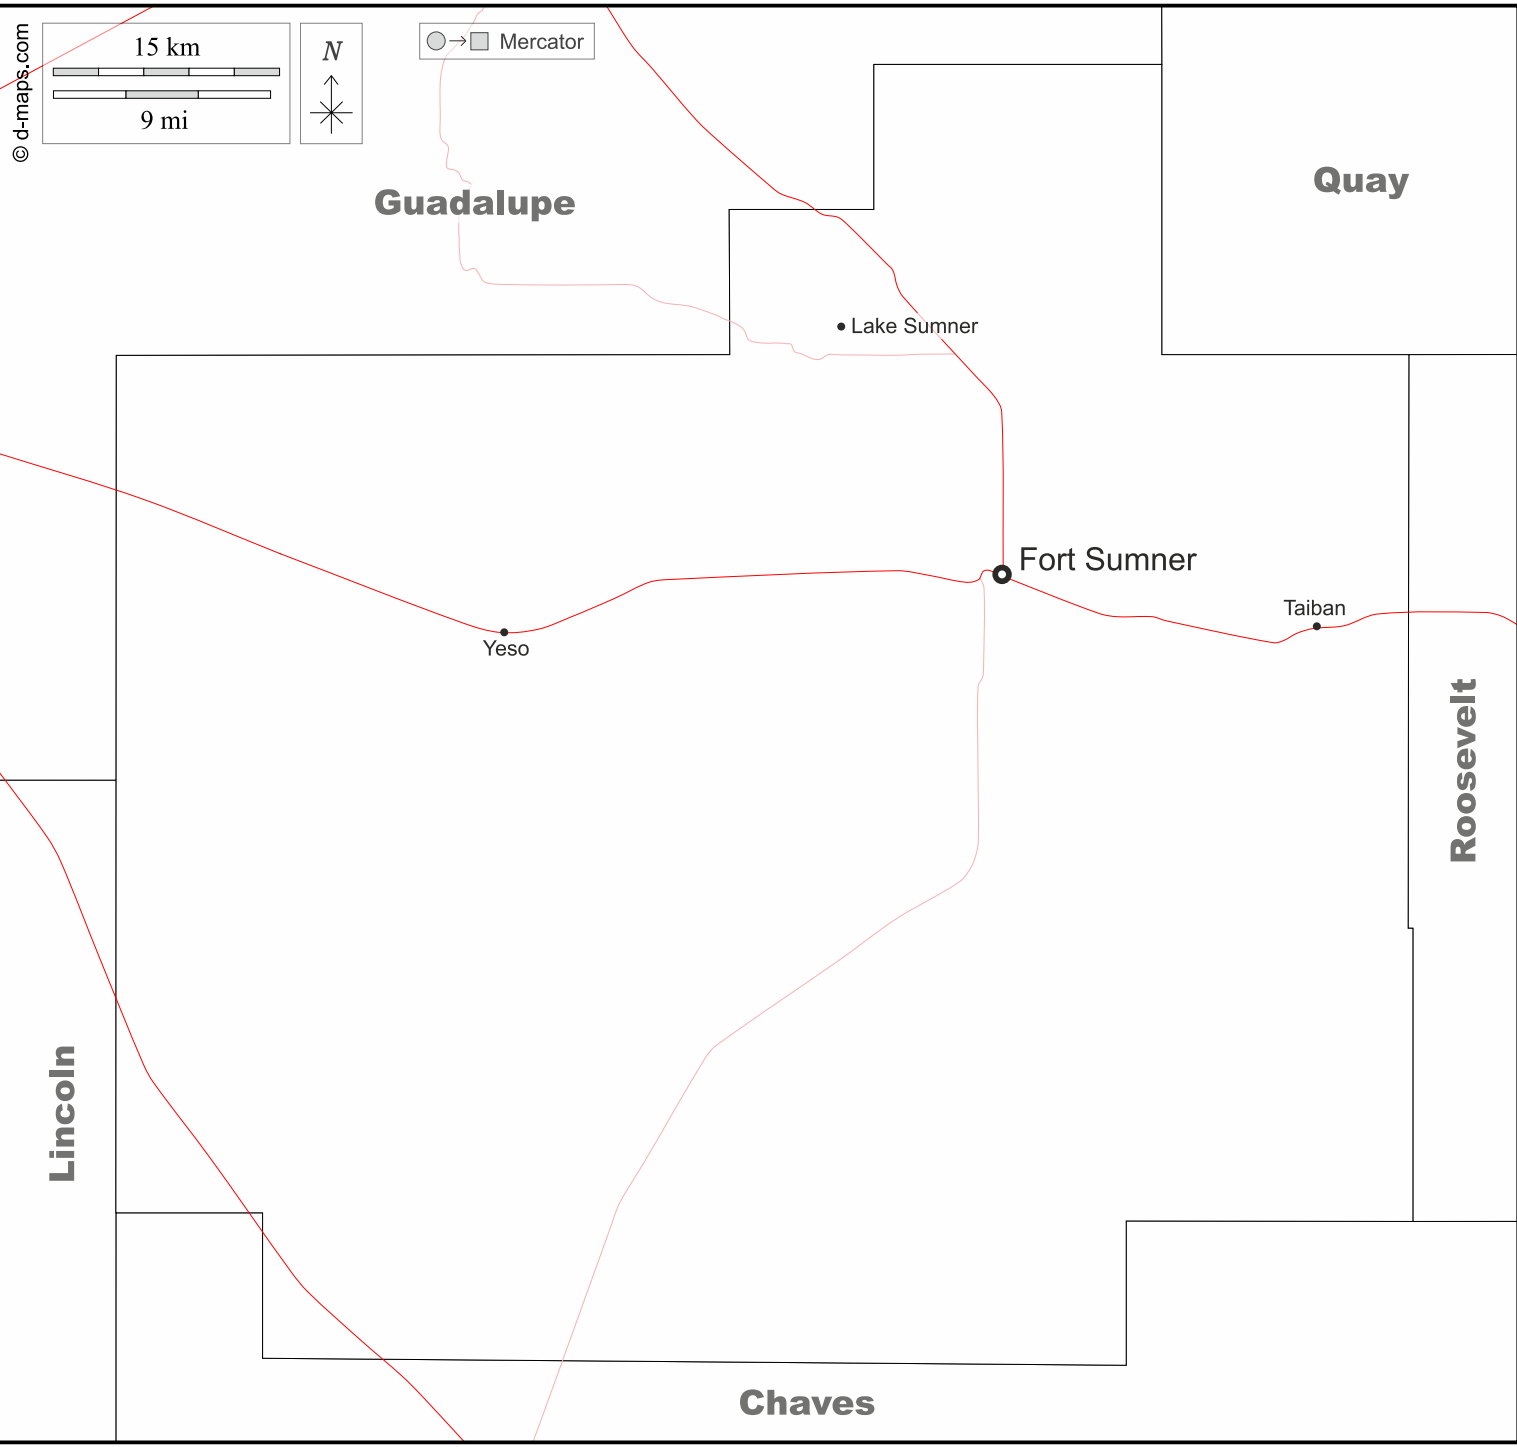 © d-maps.com
15 km
9 mi
N
Mercator
Guadalupe
Quay
Lake Sumner
Fort Sumner
Taiban
Yeso
Roosevelt
Lincoln
Chaves